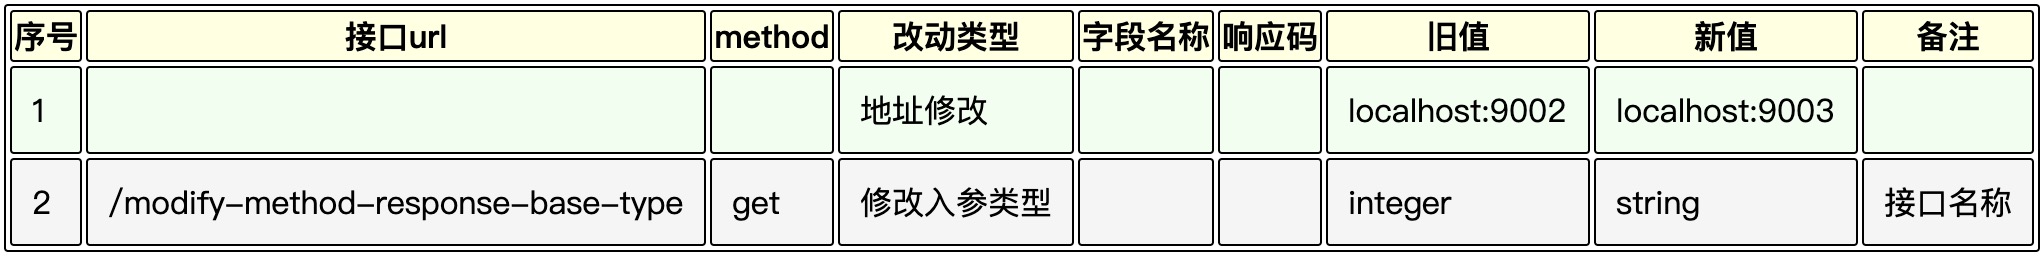 序号 接口url method 改动类型 字段名称 响应码 旧值 新值 备注
1 地址修改 localhost:9002 localhost:9003
2 /modify-method-response-base-type get 修改入参类型 integer string 接口名称